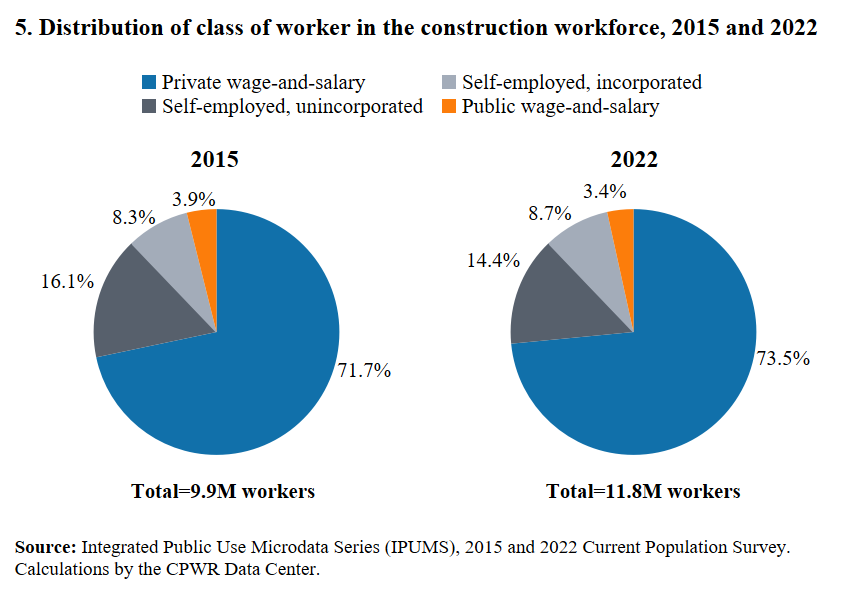 5. Distribution of class of worker in the construction workforce, 2015 and 2022
Private wage-and-salary
Self-employed, incorporated
Self-employed, unincorporated
Public wage-and-salary
2015
3.9%
8.3%
16.1%
71.7%
Total=9.9M workers
2022
3.4%
8.7%
14.4%
73.5%
Total=11.8M workers
Source: Integrated Public Use Microdata Series (IPUMS), 2015 and 2022 Current Population Survey.
Calculations by the CPWR Data Center.